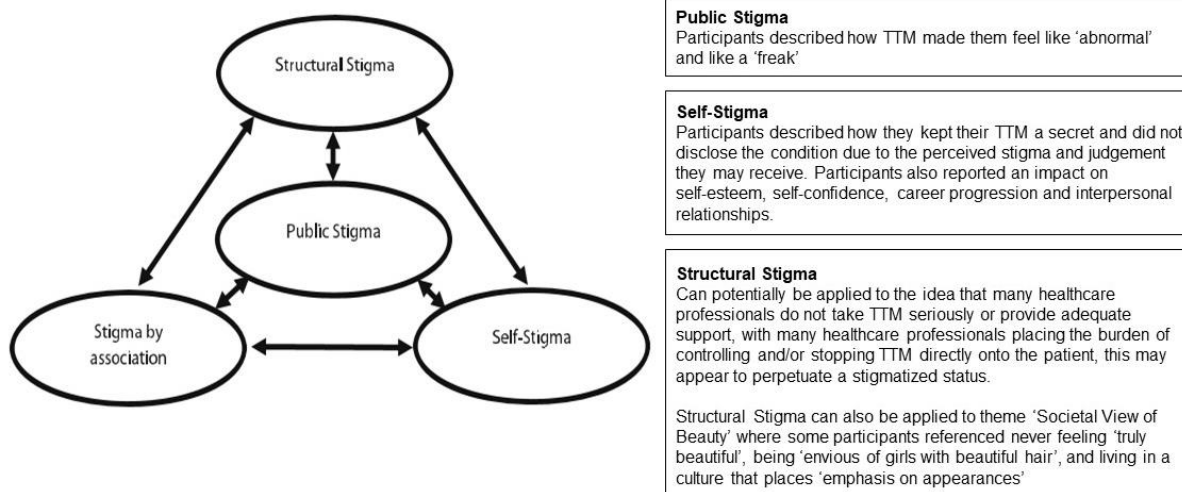 Structural Stigma
Public Stigma
Stigma by
association
Self-Stigma
Public Stigma
Participants described how TTM made them feel like ‘abnormal’
and like a ‘freak’
Self-Stigma
Participants described how they kept their TTM a secret and did not
disclose the condition due to the perceived stigma and judgement
they may receive. Participants also reported an impact on
self-esteem, self-confidence, career progression and interpersonal
relationships.
Structural Stigma
Can potentially be applied to the idea that many healthcare
professionals do not take TTM seriously or provide adequate
support, with many healthcare professionals placing the burden of
controlling and/or stopping TTM directly onto the patient, this may
appear to perpetuate a stigmatized status.
Structural Stigma can also be applied to theme ‘Societal View of
Beauty’ where some participants referenced never feeling ‘truly
beautiful’, being ‘envious of girls with beautiful hair’, and living in a
culture that places ‘emphasis on appearances’